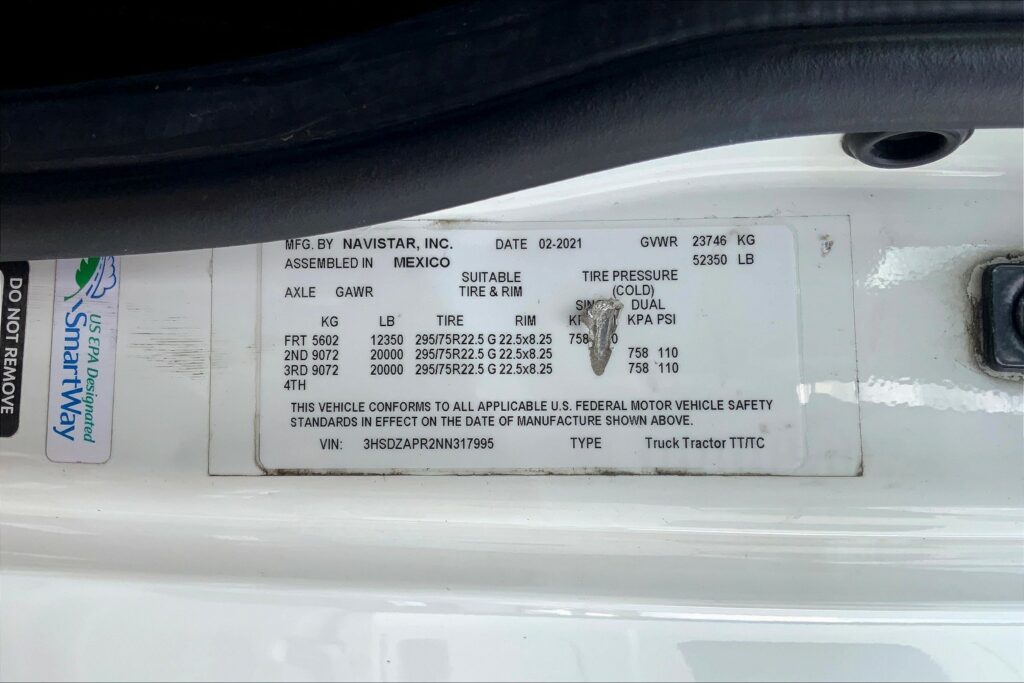 MFG. BY NAVISTAR, INC. DATE 02-2021 GVWR 23746 KG
ASSEMBLED IN MEXICO 52350 LB
SUITABLE TIRE PRESSURE
AXLE GAWR TIRE & RIM (COLD)
DUAL
KG LB TIRE RIM KPA PSI
FRT 5602 12350 295/75R22.5 G 22.5x8.25 758
2ND 9072 20000 295/75R22.5 G 22.5x8.25 758 110
3RD 9072 20000 295/75R22.5 G 22.5x8.25 758 110
4TH
THIS VEHICLE CONFORMS TO ALL APPLICABLE U.S. FEDERAL MOTOR VEHICLE SAFETY
STANDARDS IN EFFECT ON THE DATE OF MANUFACTURE SHOWN ABOVE.
VIN: 3HSDZAPR2NN317995 TYPE Truck Tractor TT/TC
US EPA Designated
SmartWay
DO NOT REMOVE